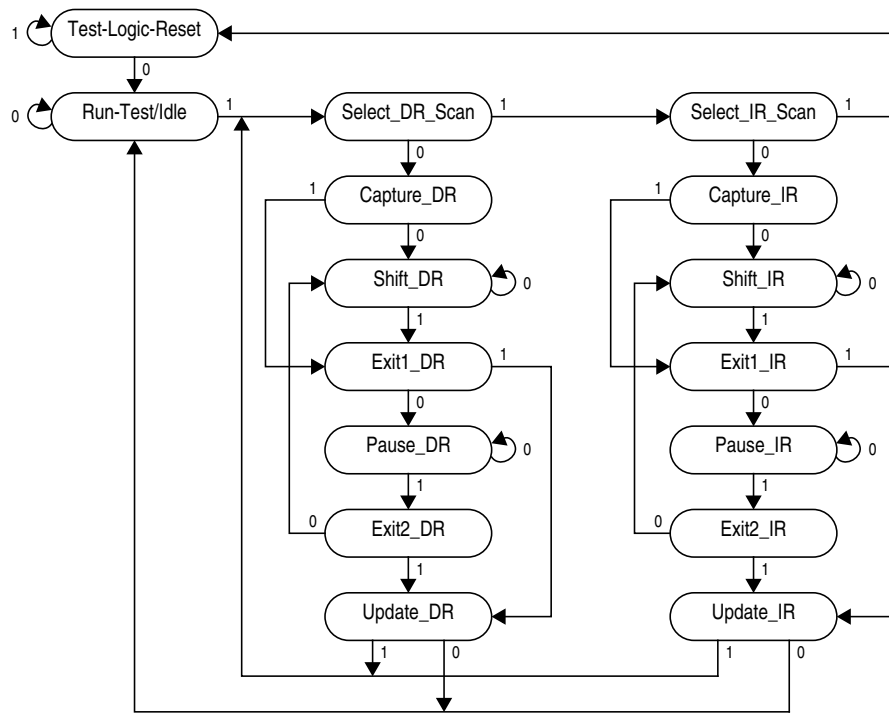 Test-Logic-Reset
1
0
Run-Test/Idle
0
1
Select_DR_Scan
1
Select_IR_Scan
1
0
0
1
Capture_DR
1
Capture_IR
0
0
Shift_DR
0
Shift_IR
0
1
1
Exit1_DR
1
Exit1_IR
1
0
0
Pause_DR
0
Pause_IR
0
1
1
0
Exit2_DR
0
Exit2_IR
1
1
Update_DR
Update_IR
1
0
1
0